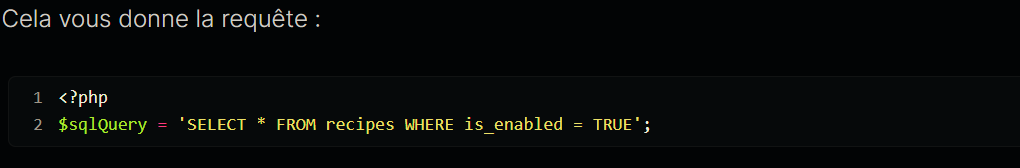 Cela vous donne la requête :
1 <?php
2 $sqlQuery = 'SELECT * FROM recipes WHERE is_enabled = TRUE';